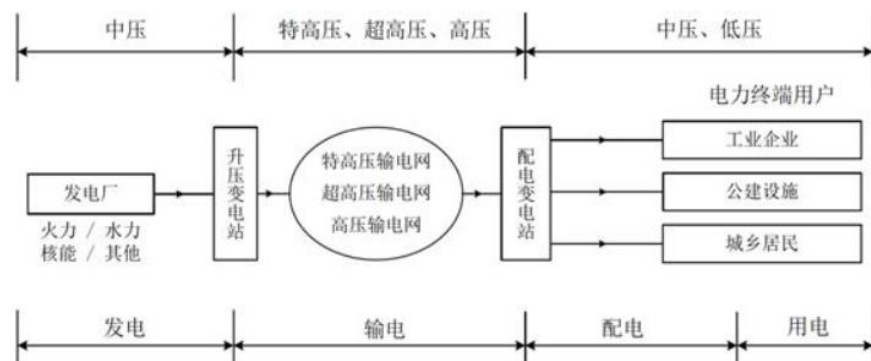 中压
特高压、超高压、高压
中压、低压
电力终端用户
升压变电站
特高压输电网
超高压输电网
高压输电网
配电变电站
工业企业
公建设施
城乡居民
发电厂
火力 / 水力
核能 / 其他
发电
输电
配电
用电